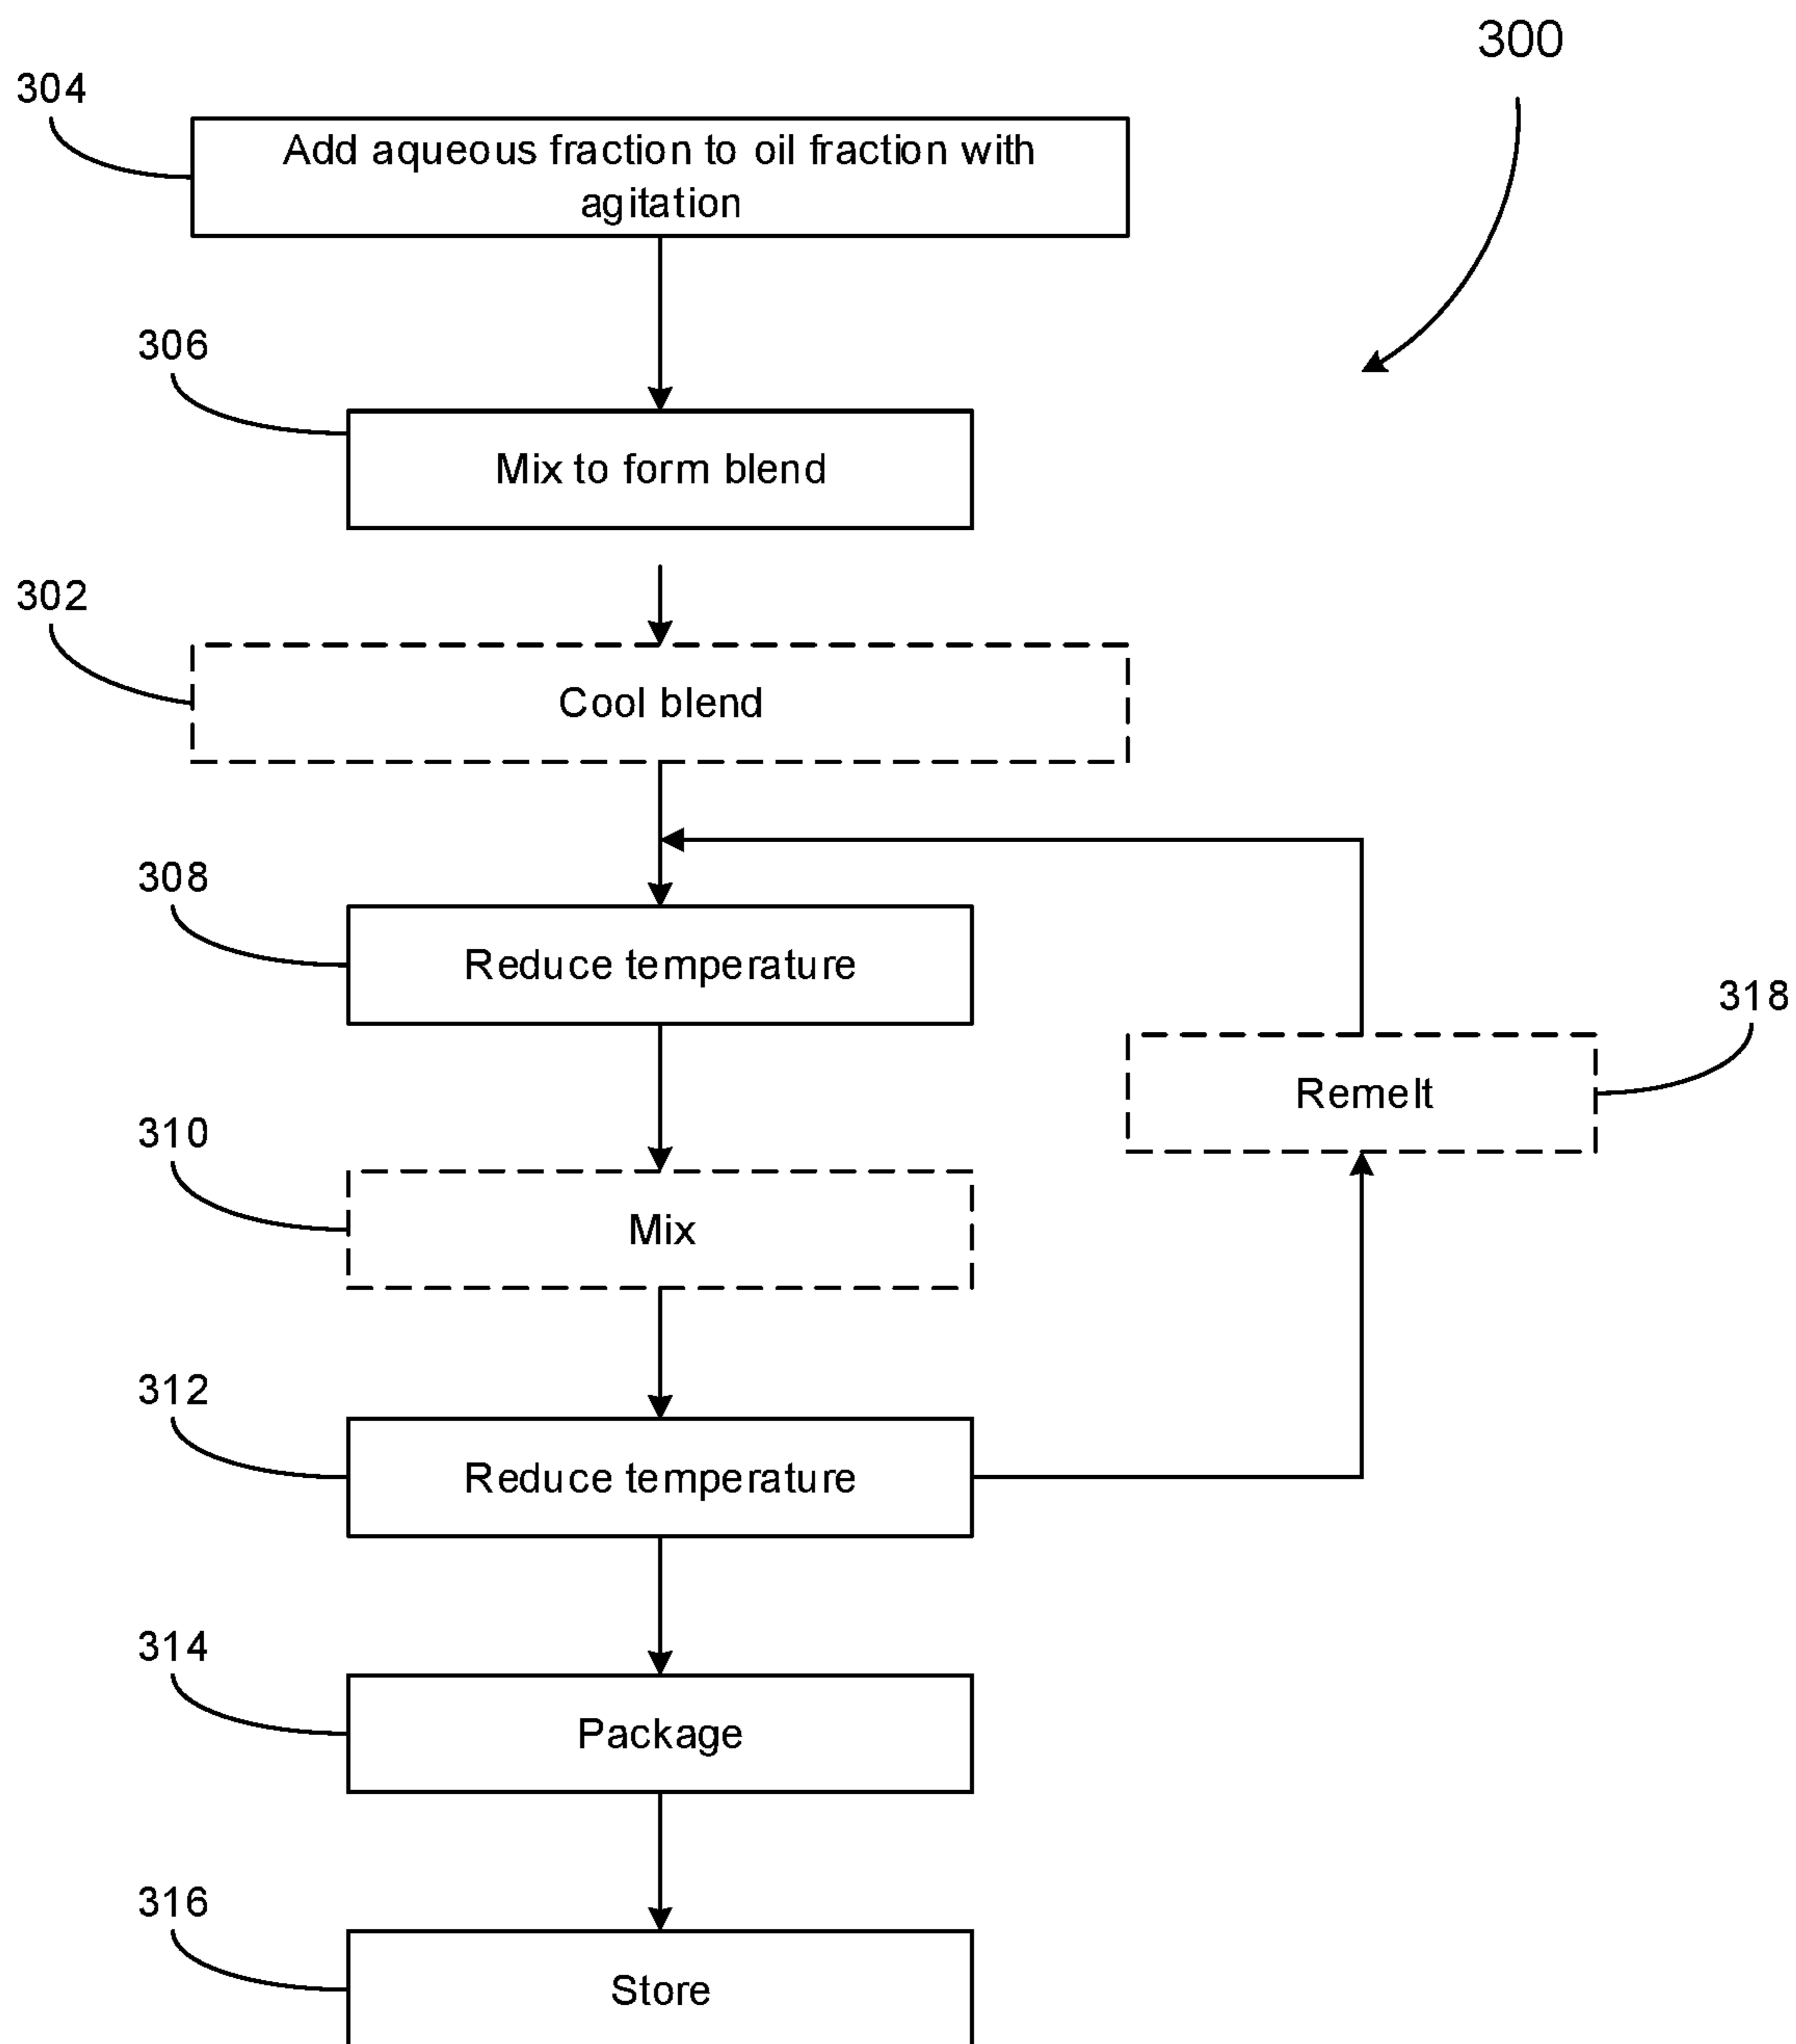 300
304
Add aqueous fraction to oil fraction with
agitation
306
Mix to form blend
302
Cool blend
308
Reduce temperature
318
Remelt
310
Mix
312
Reduce temperature
314
Package
316
Store